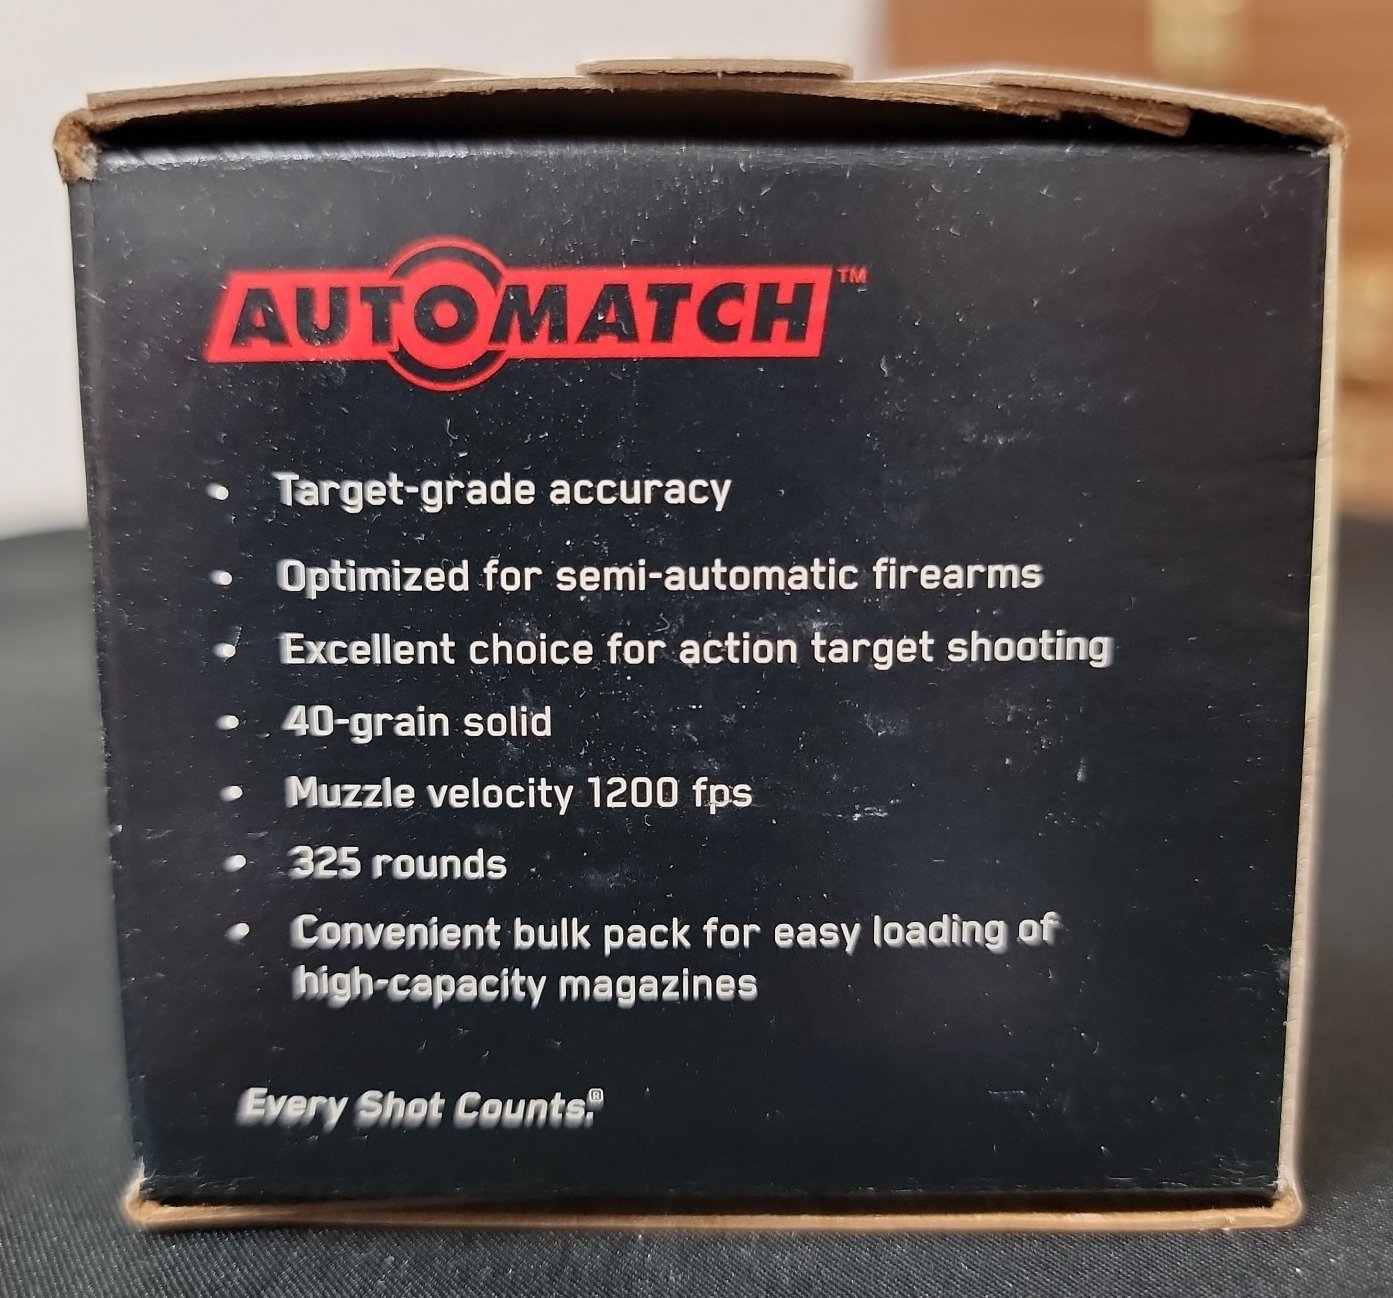 AUTOMATCH™
• Target-grade accuracy
• Optimized for semi-automatic firearms
• Excellent choice for action target shooting
• 40-grain solid
• Muzzle velocity 1200 fps
• 325 rounds
• Convenient bulk pack for easy loading of
high-capacity magazines
Every Shot Counts.®